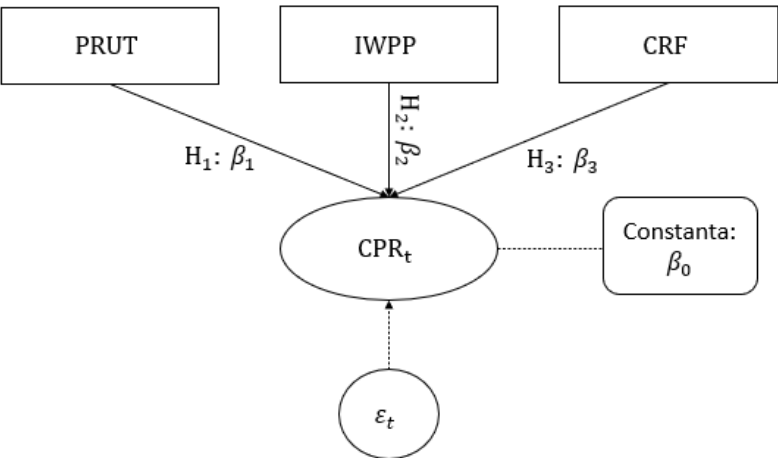 PRUT
IWPP
CRF
H₁: β₁
H₂: β₂
H₃: β₃
CPRₜ
Constanta:
β₀
εₜ